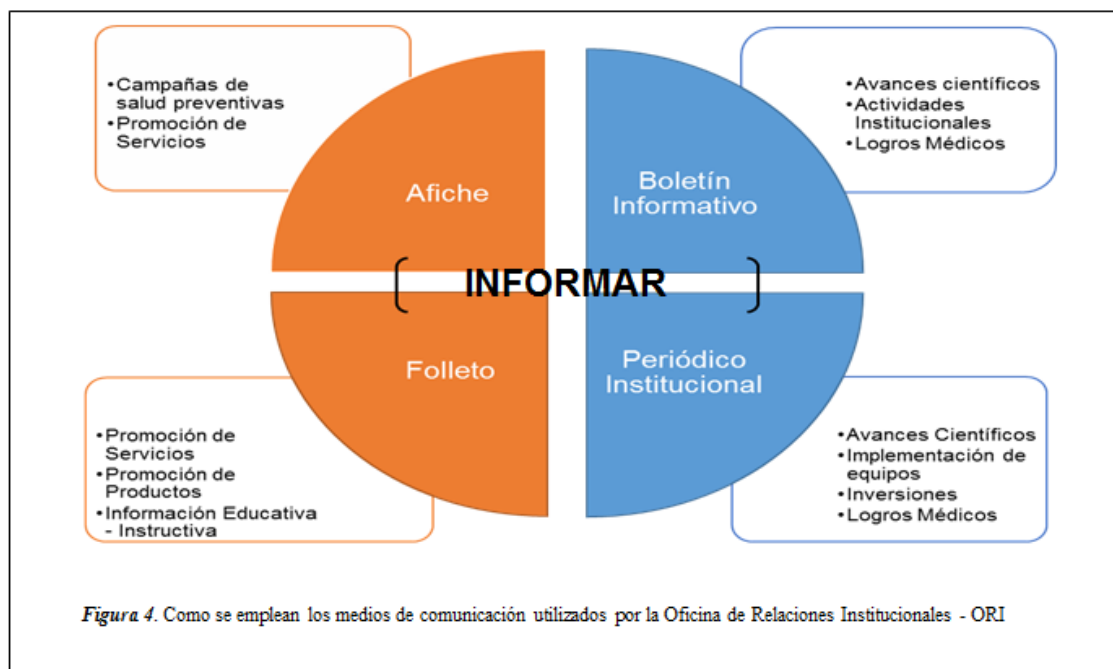 •Campañas de
salud preventivas
•Promoción de
Servicios
Afiche
Boletín
Informativo
•Avances científicos
•Actividades
Institucionales
•Logros Médicos
INFORMAR
Folleto
Periódico
Institucional
•Promoción de
Servicios
•Promoción de
Productos
•Información Educativa
- Instructiva
•Avances Científicos
•Implementación de
equipos
•Inversiones
•Logros Médicos
Figura 4. Como se emplean los medios de comunicación utilizados por la Oficina de Relaciones Institucionales - ORI